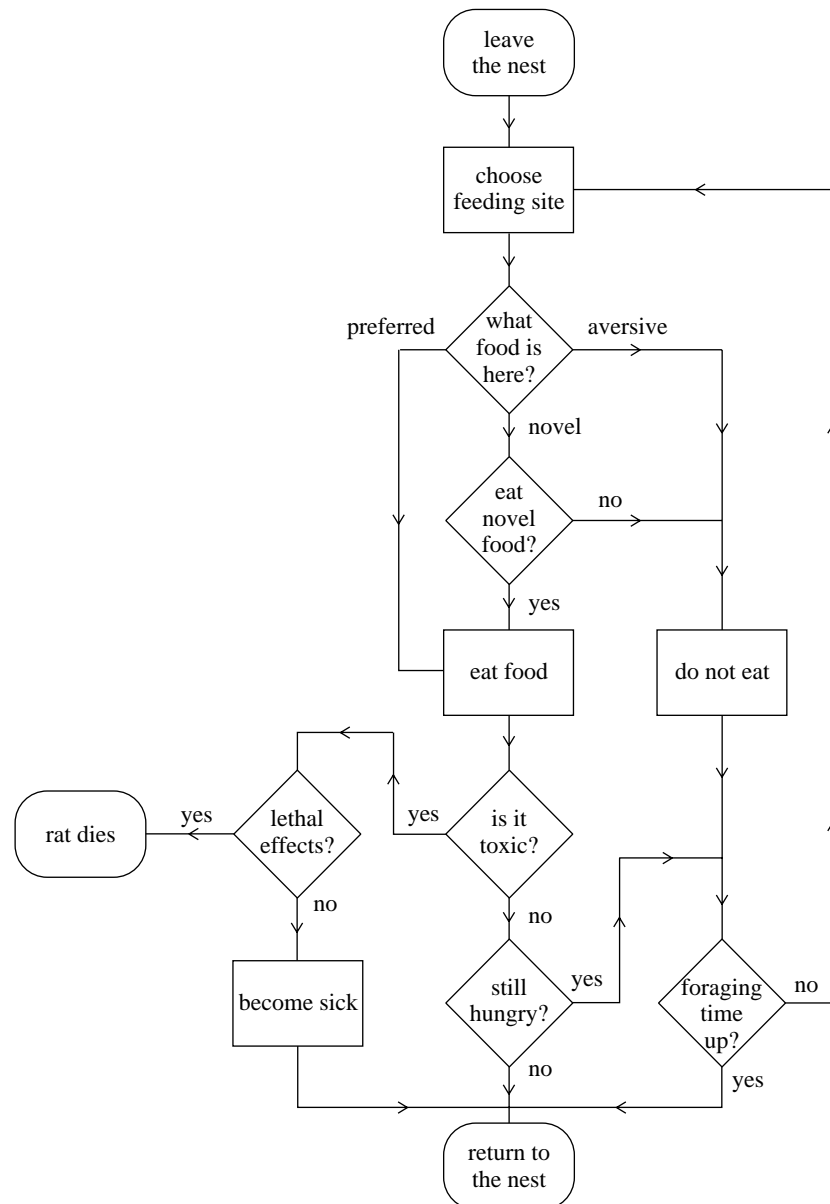 leave
the nest
choose
feeding site
preferred
what
food is
here?
aversive
novel
eat
novel
food?
no
yes
eat food
do not eat
rat dies
yes
lethal
effects?
yes
is it
toxic?
no
no
become sick
still
hungry?
yes
foraging
time
up?
no
no
yes
return to
the nest